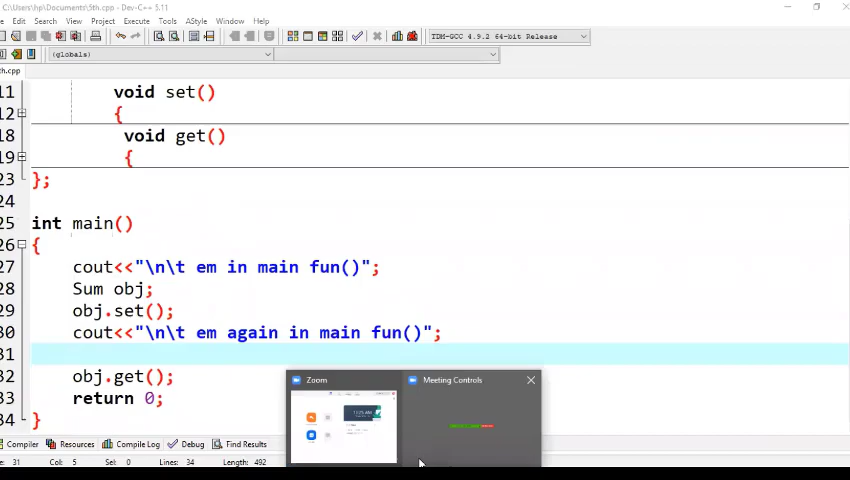 C:\Users\hp\Documents\5th.cpp - Dev-C++ 5.11
Edit Search View Project Execute Tools AStyle Window Help
TDM-GCC 4.9.2 64-bit Release
(globals)
th.cpp
11 void set()
12 {
18 void get()
19 {
23 };
24
25 int main()
26 {
27 cout<<"\n\t em in main fun()";
28 Sum obj;
29 obj.set();
30 cout<<"\n\t em again in main fun()";
31
32 obj.get();
33 return 0;
34 }
Zoom
Meeting Controls
Compiler Resources Compile Log Debug Find Results
31 Col: 5 Sel: 0 Lines: 34 Length: 492